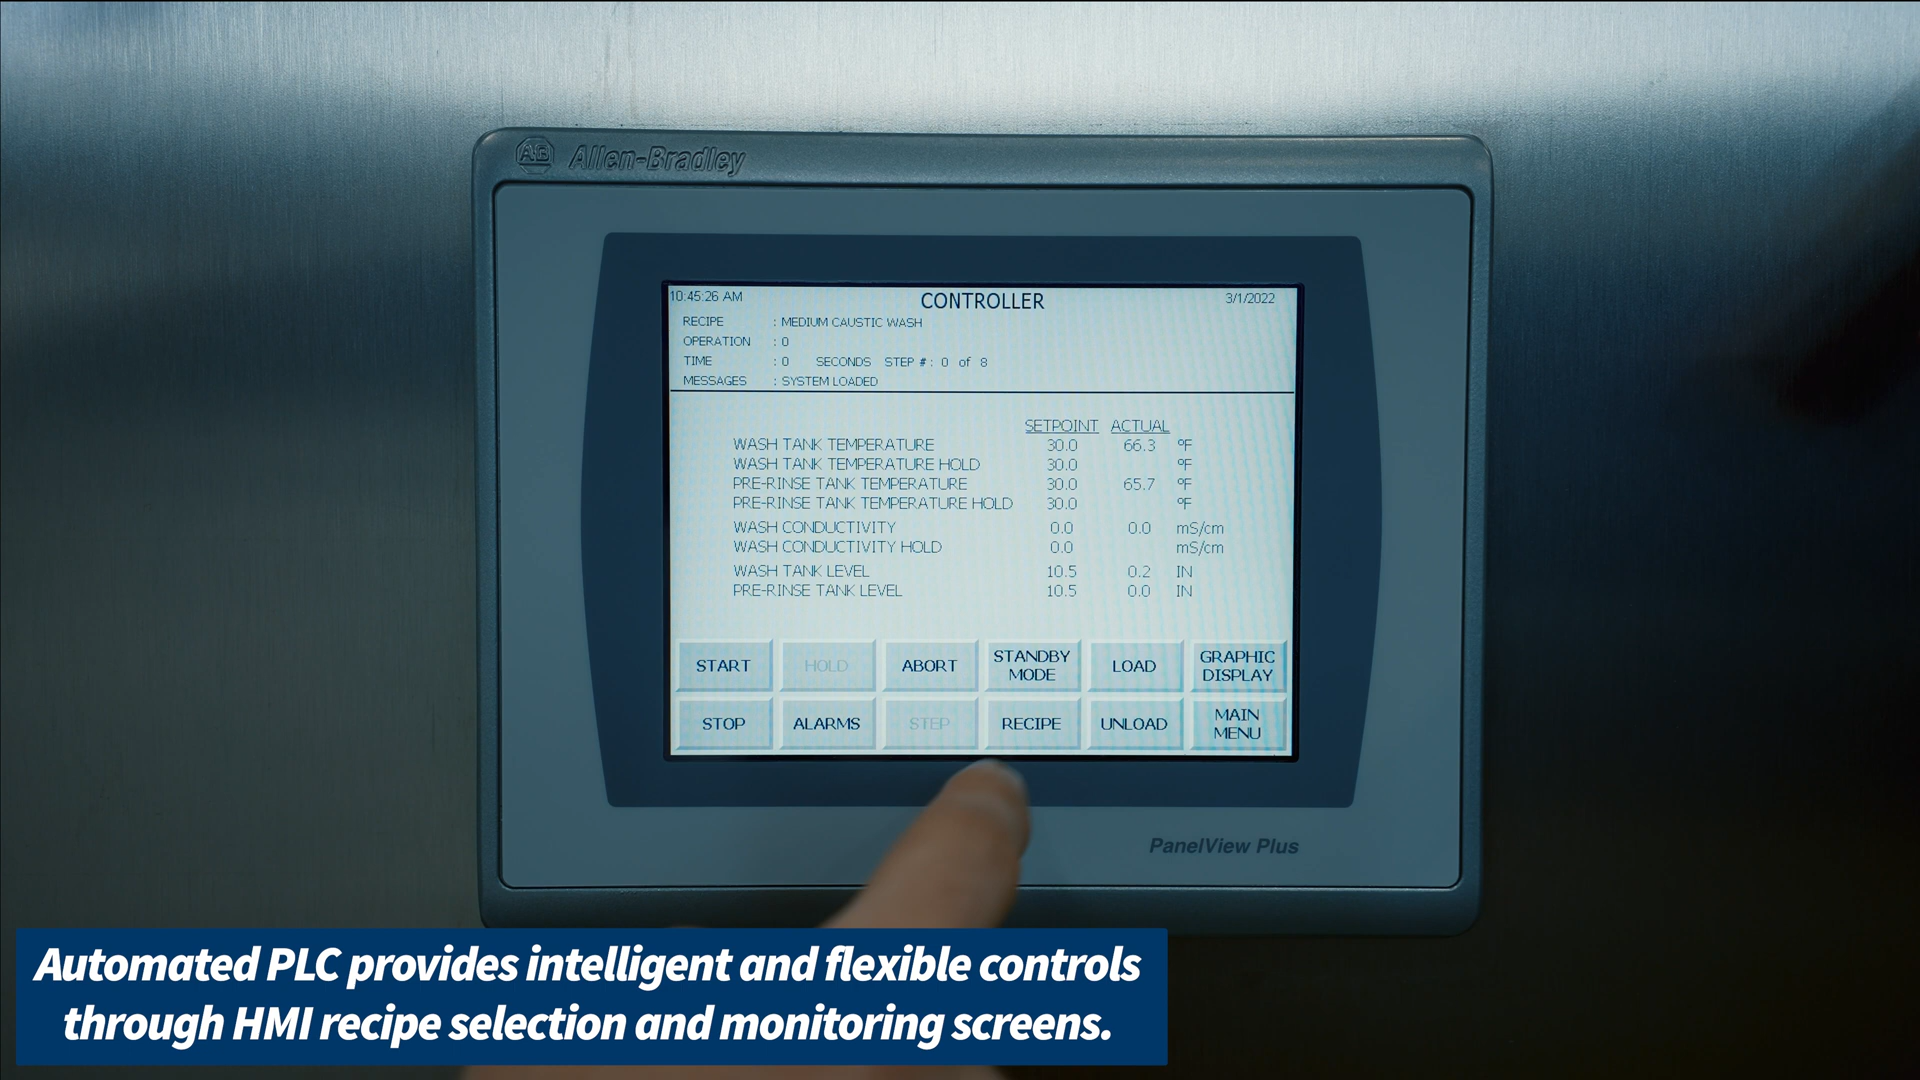 AB Allen-Bradley
10:45:26 AM CONTROLLER 3/1/2022
RECIPE : MEDIUM CAUSTIC WASH
OPERATION : 0
TIME : 0 SECONDS STEP #: 0 of 8
MESSAGES : SYSTEM LOADED
SETPOINT ACTUAL
WASH TANK TEMPERATURE 30.0 66.3 ºF
WASH TANK TEMPERATURE HOLD 30.0 ºF
PRE-RINSE TANK TEMPERATURE 30.0 65.7 ºF
PRE-RINSE TANK TEMPERATURE HOLD 30.0 ºF
WASH CONDUCTIVITY 0.0 0.0 mS/cm
WASH CONDUCTIVITY HOLD 0.0 mS/cm
WASH TANK LEVEL 10.5 0.2 IN
PRE-RINSE TANK LEVEL 10.5 0.0 IN
START HOLD ABORT STANDBY MODE LOAD GRAPHIC DISPLAY
STOP ALARMS STEP RECIPE UNLOAD MAIN MENU
PanelView Plus
Automated PLC provides intelligent and flexible controls
through HMI recipe selection and monitoring screens.